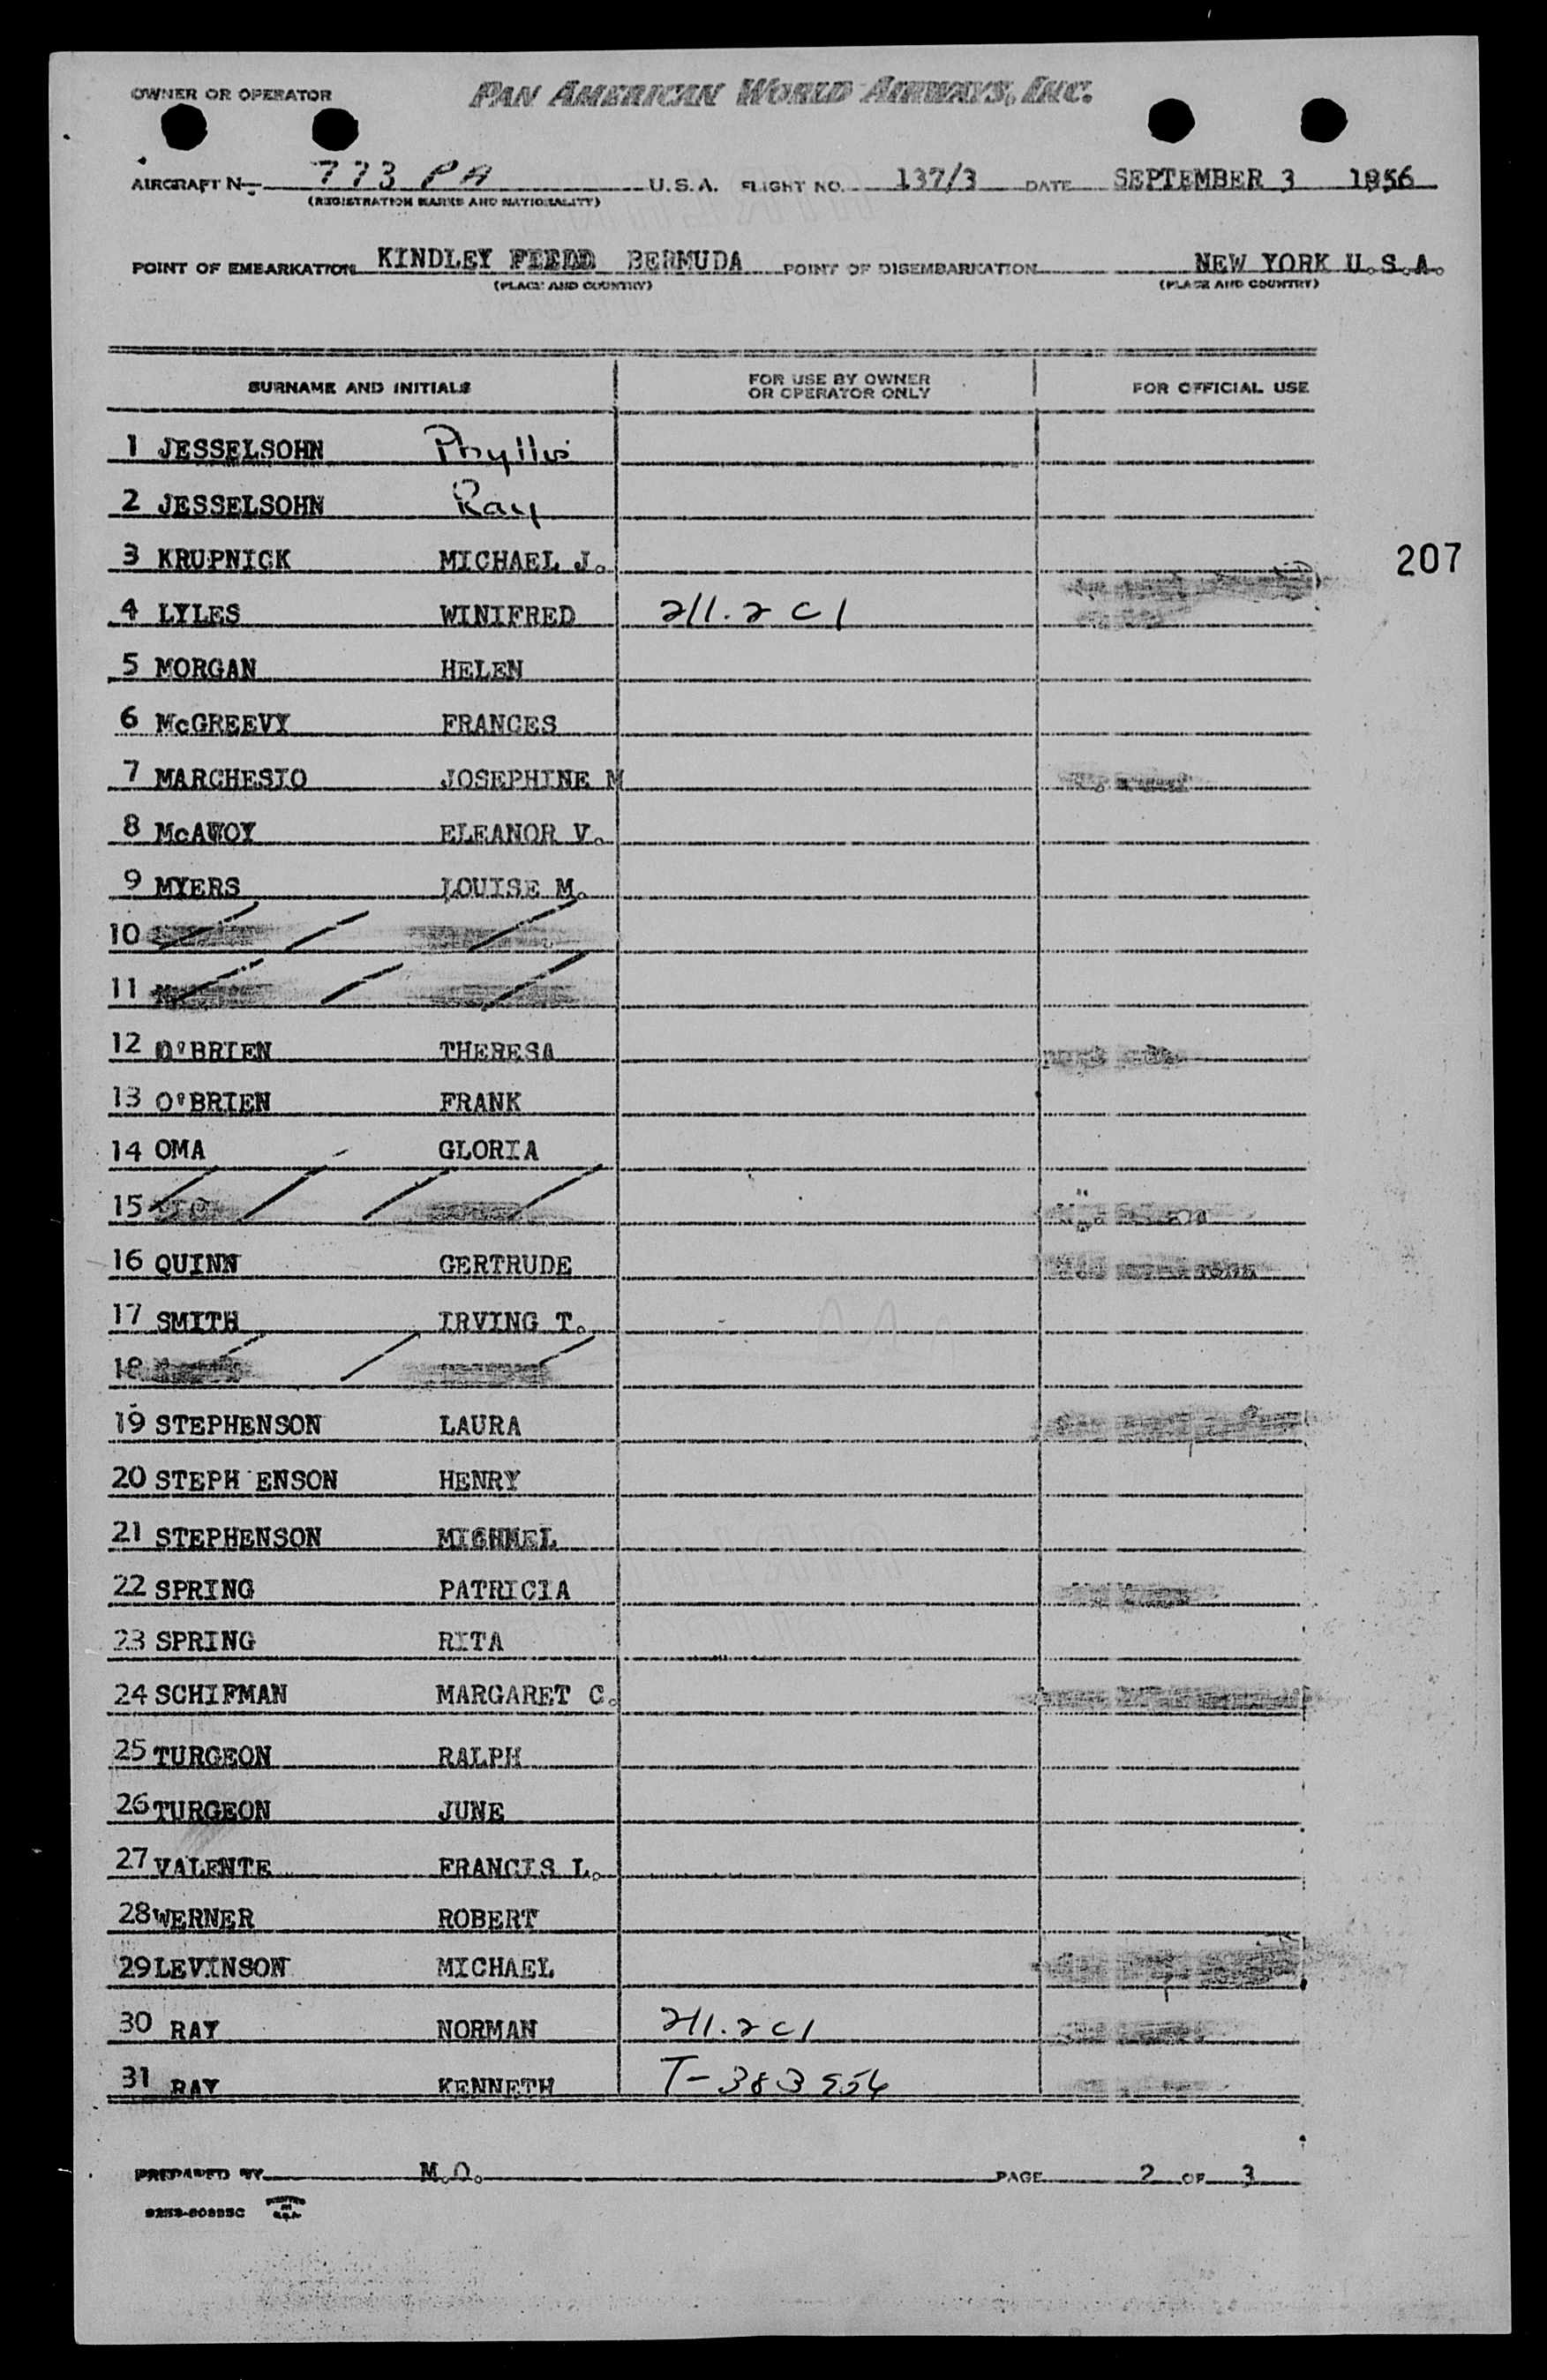 OWNER OR OPERATOR PAN AMERICAN WORLD AIRWAYS, INC.
AIRCRAFT N- 773 PA U.S.A. FLIGHT NO. 137/3 DATE SEPTEMBER 3 1956
(REGISTRATION MARKS AND NATIONALITY)
POINT OF EMBARKATION KINDLEY BERMUDA POINT OF DISEMBARKATION NEW YORK U.S.A.
(PLACE AND COUNTRY) (PLACE AND COUNTRY)
SURNAME AND INITIALS FOR USE BY OWNER OR OPERATOR ONLY FOR OFFICIAL USE
1 JESSELSOHN Phyllis
2 JESSELSOHN Ray
3 KRUPNICK MICHAEL J.
207
4 LYLES WINIFRED 211.2 C1
5 MORGAN HELEN
6 McGREEVY FRANCES
7 MARCHESIO JOSEPHINE M
8 McAVOY ELEANOR V.
9 MYERS LOUISE M.
10
11
12 O'BRIEN THERESA
13 O'BRIEN FRANK
14 OMA GLORIA
15
16 QUINN GERTRUDE
17 SMITH IRVING T.
18
19 STEPHENSON LAURA
20 STEPH ENSON HENRY
21 STEPHENSON
22 SPRING PATRICIA
23 SPRING RITA
24 SCHIFMAN MARGARET C.
25 TURGEON RALPH
26 TURGEON JUNE
27 VALENTE FRANCIS L.
28 WERNER ROBERT
29 LEVINSON MICHAEL
30 RAY NORMAN 211.2 C1
31 RAY KENNETH T-383954
PREPARED BY M.O. PAGE 2 OF 3
PRINTED IN U.S.A.